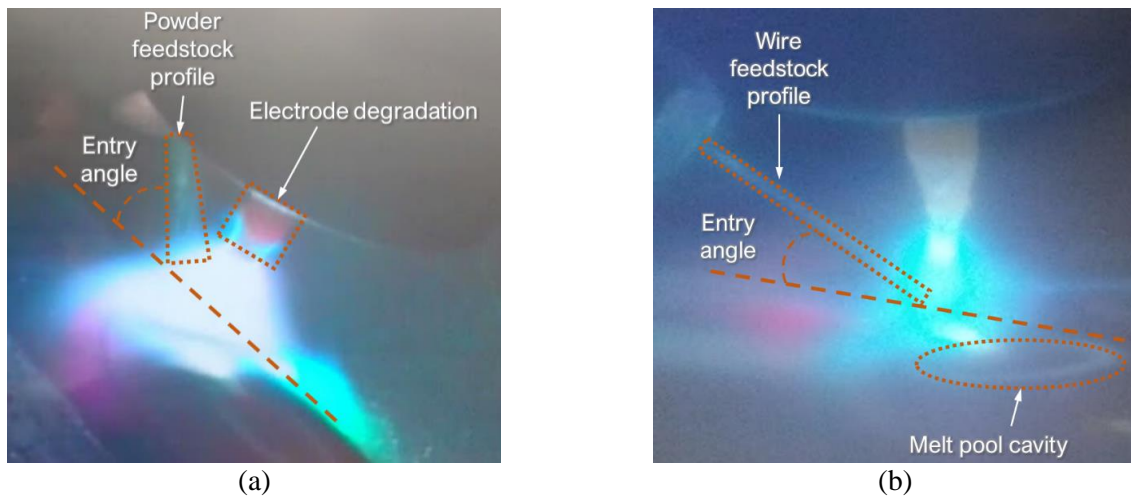 Powder
feedstock
profile
Electrode degradation
Entry
angle
(a)
Wire
feedstock
profile
Entry
angle
Melt pool cavity
(b)